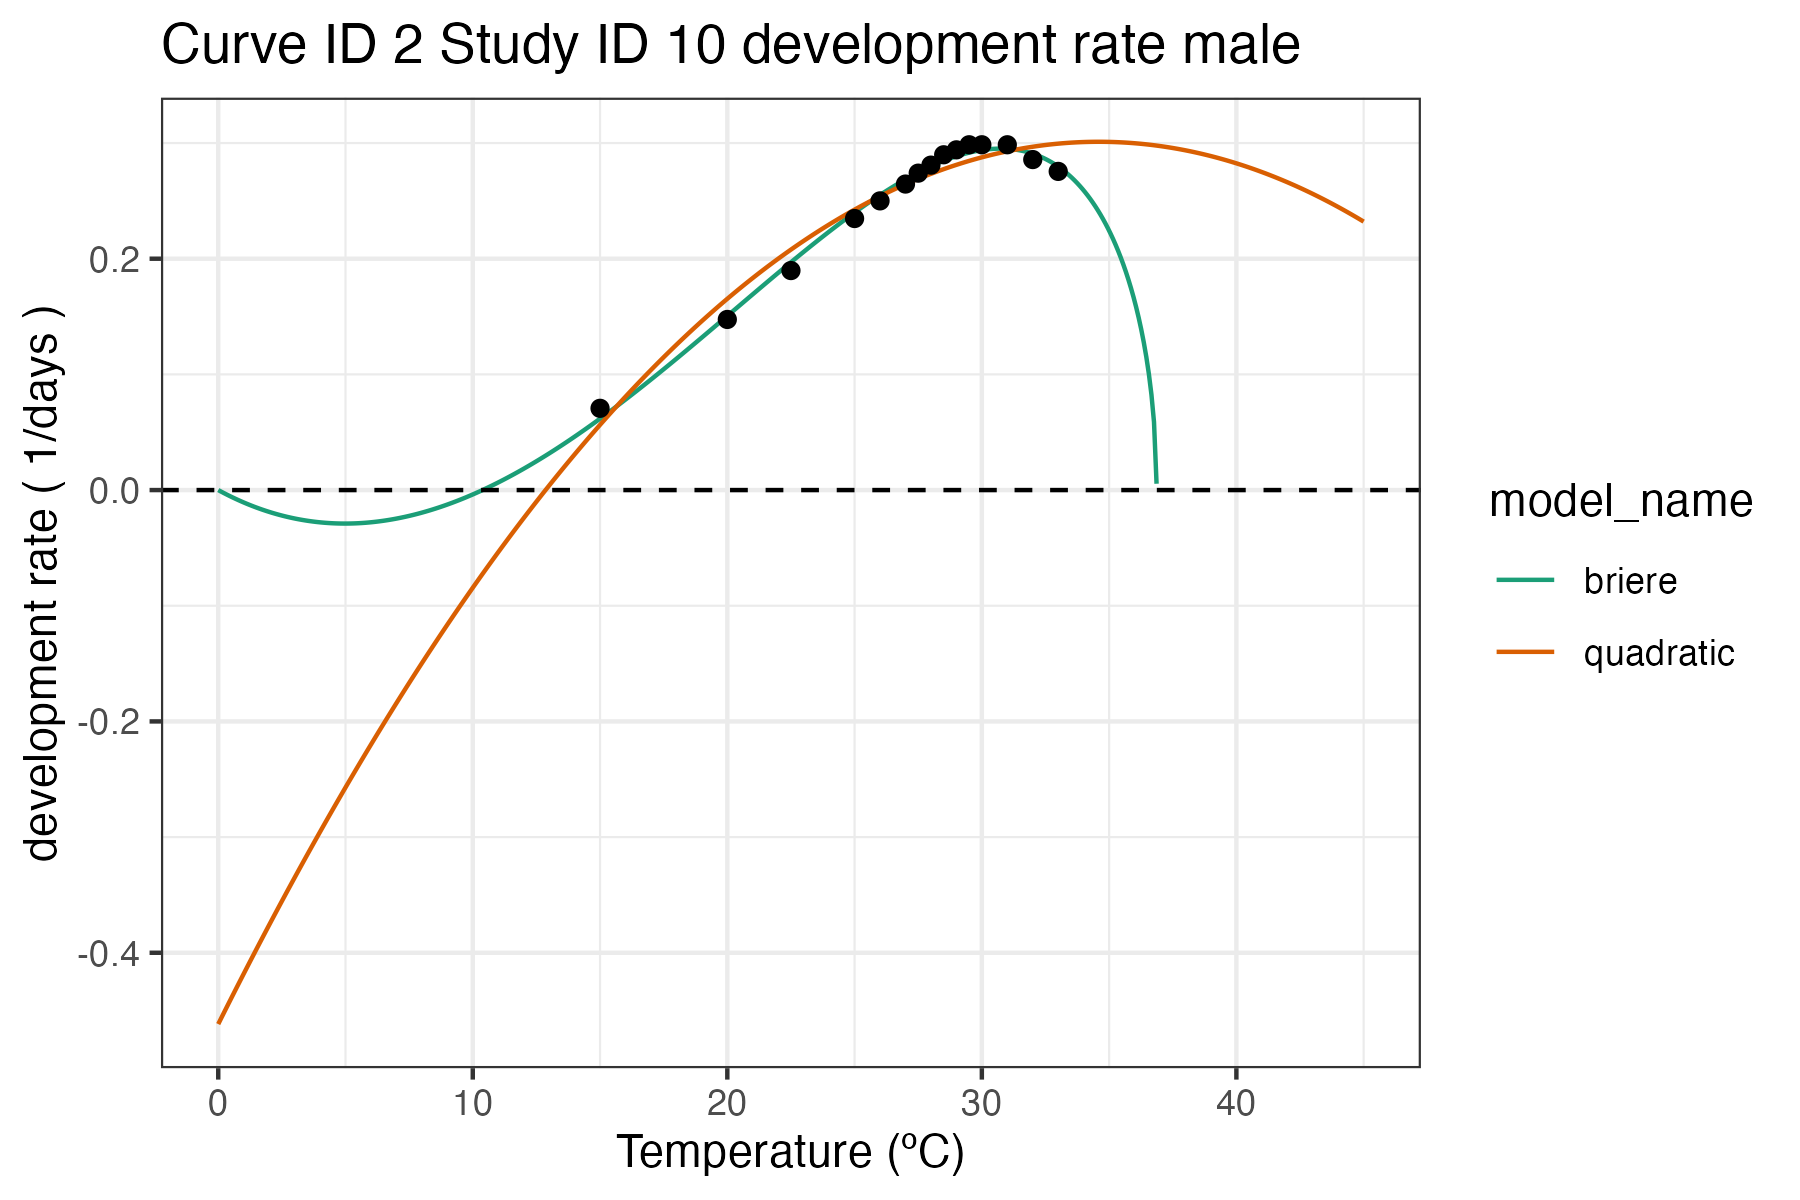 Curve ID 2 Study ID 10 development rate male
development rate ( 1/days )
0.2
0.0
-0.2
-0.4
0
10
20
30
40
Temperature (ºC)
model_name
briere
quadratic